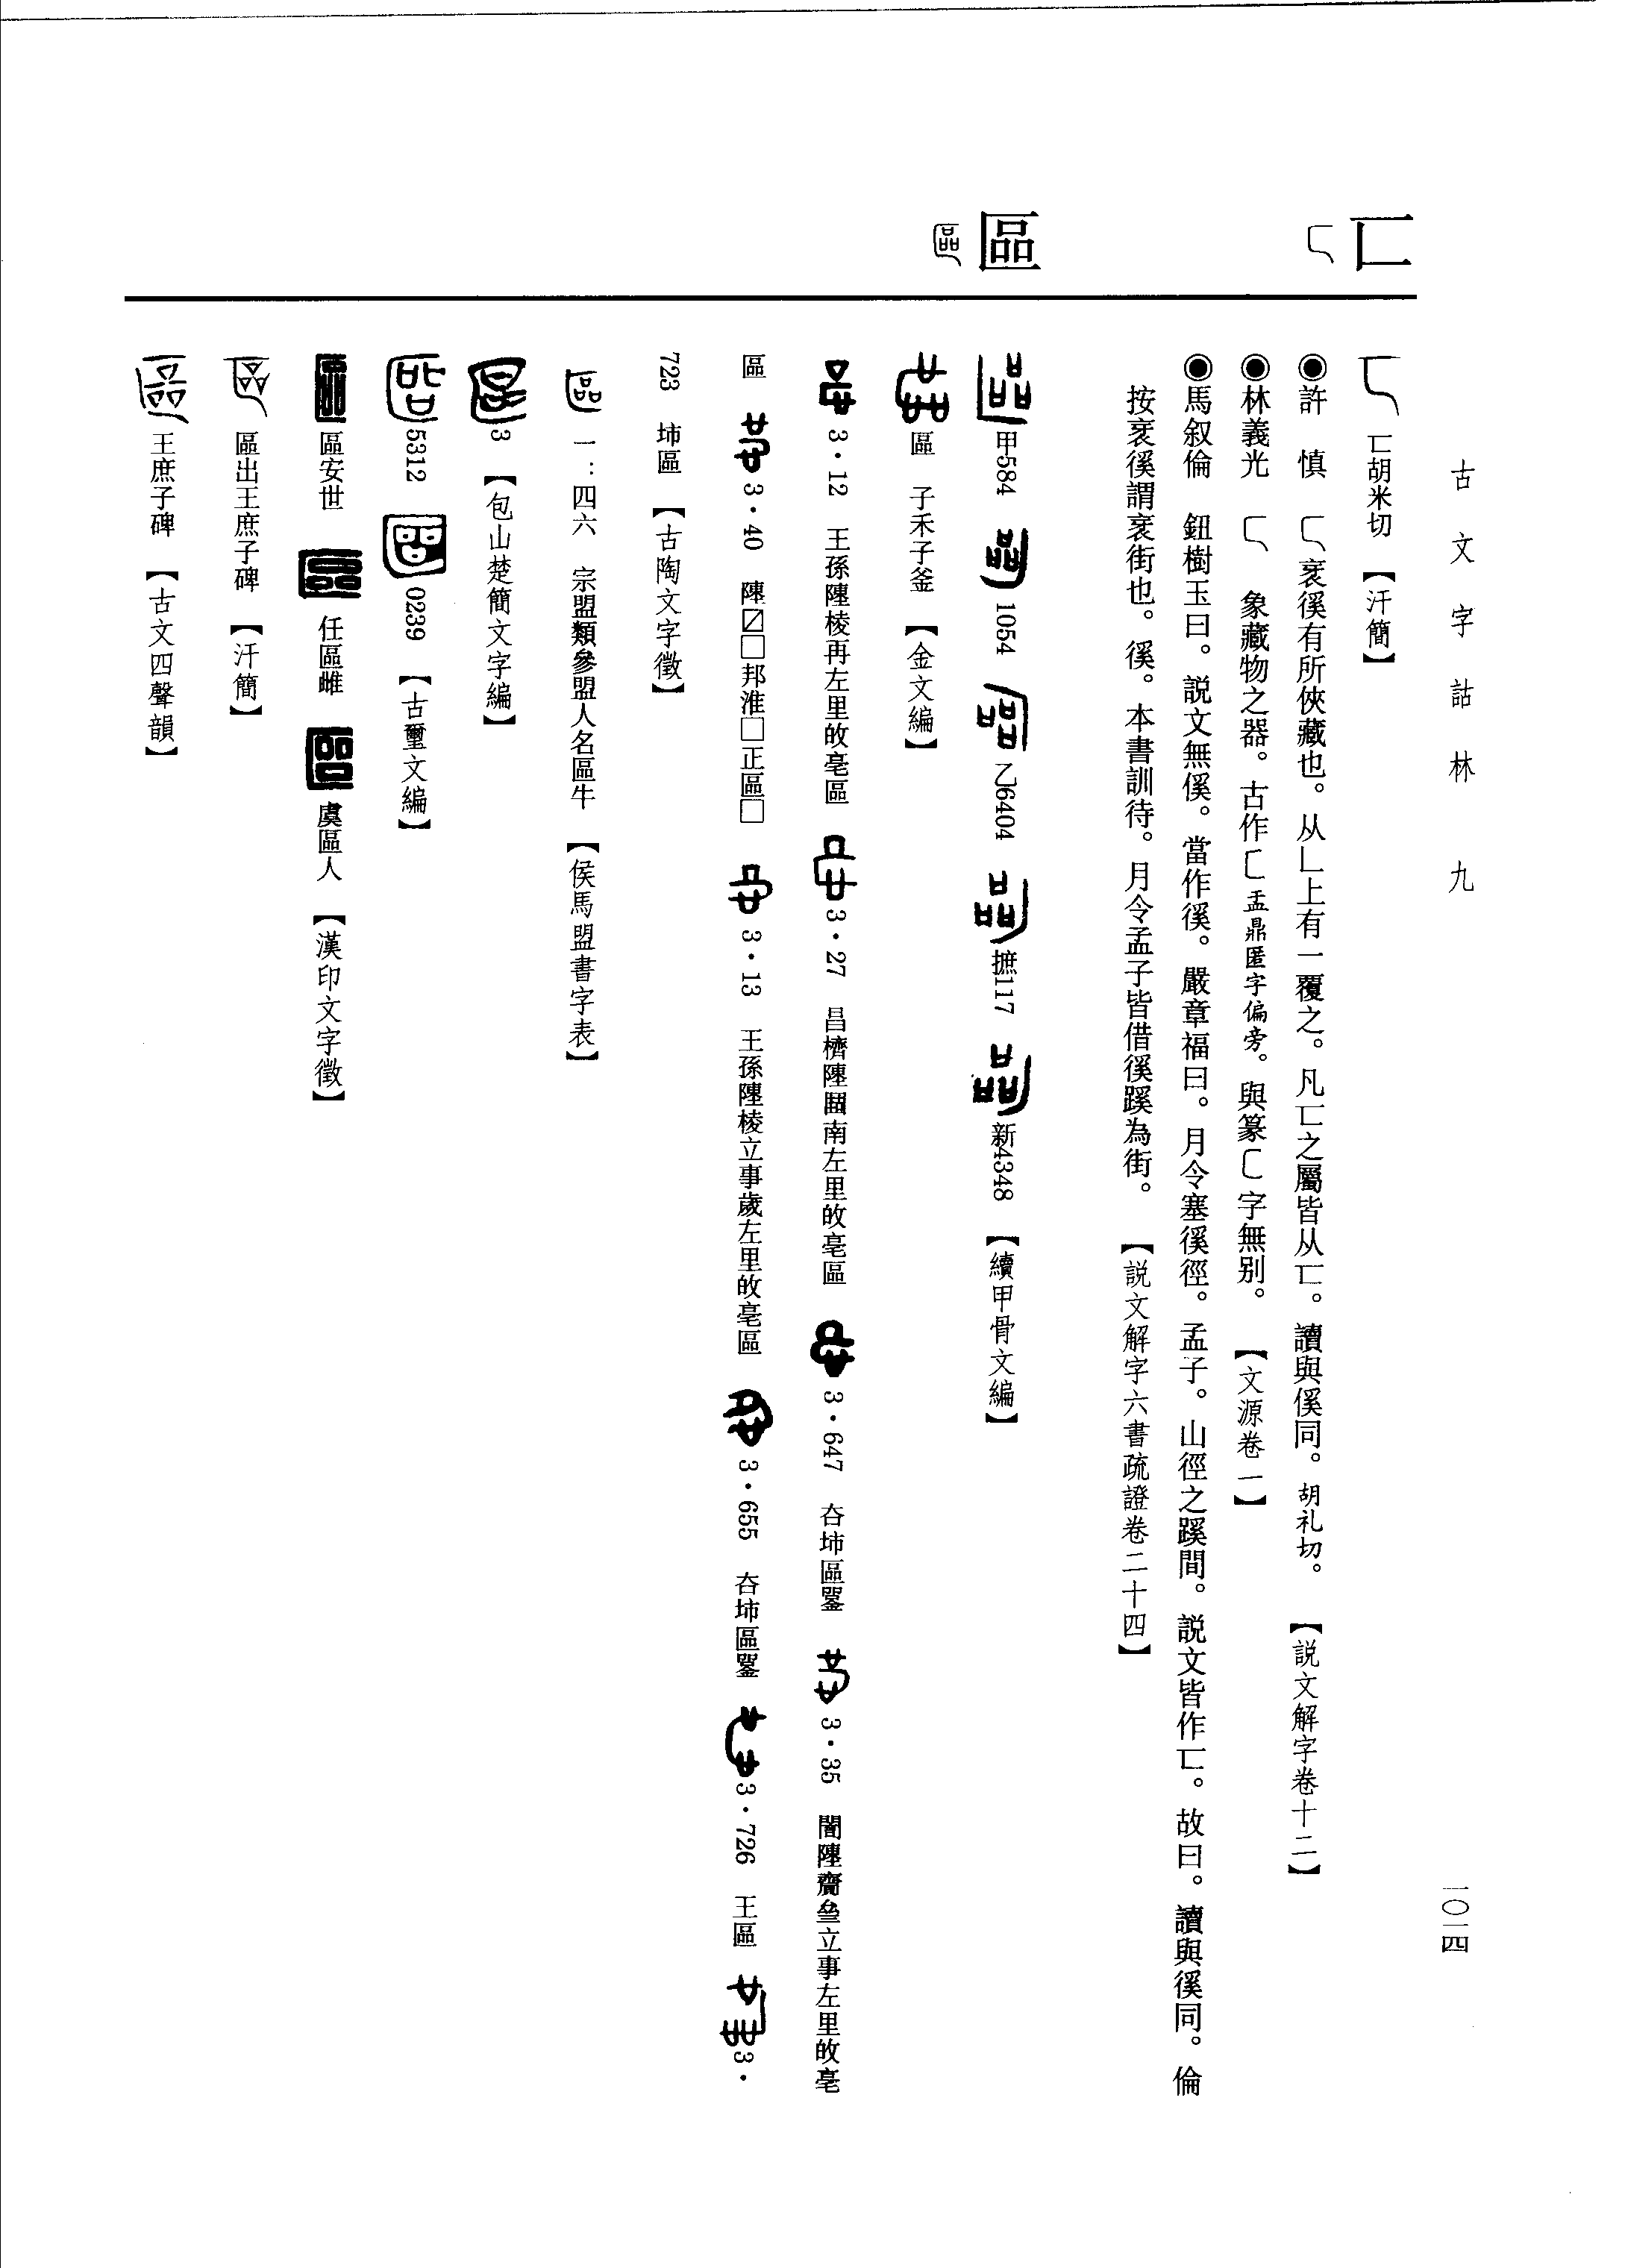 古文字詁林 九
一〇一四
匸
區
匸胡米切 【汗簡】
◉許 慎 匸衺徯有所俠藏也。从乚上有一覆之。凡匸之屬皆从匸。讀與傒同。胡礼切。 【説文解字卷十二】
◉林義光 匸 象藏物之器。古作匚盂鼎匿字偏旁。與篆匚字無別。 【文源卷一】
◉馬叙倫 鈕樹玉曰。説文無傒。當作徯。嚴章福曰。月令塞徯徑。孟子。山徑之蹊間。説文皆作匸。故曰。讀與徯同。倫
按衺徯謂衺街也。徯。本書訓待。月令孟子皆借徯蹊為街。 【説文解字六書疏證卷二十四】
甲584 1054 乙6404 摭117 新4348 【續甲骨文編】
區 子禾子釜 【金文編】
3·12 王孫陳棱再左里敀亳區 3·27 昌櫅陳固南左里敀亳區 3·647 夻坿區鋻 3·35 闇陳齎叁立事左里敀亳
區 3·40 陳□邦淮□正區□ 3·13 王孫陳棱立事歲左里敀亳區 3·655 夻坿區鋻 3·726 王區 3·
723 坿區 【古陶文字徵】
一：四六 宗盟類參盟人名區牛 【侯馬盟書字表】
3 【包山楚簡文字編】
5312 0239 【古璽文編】
區安世 任區雎 虞區人 【漢印文字徵】
區出王庶子碑 【汗簡】
王庶子碑 【古文四聲韻】